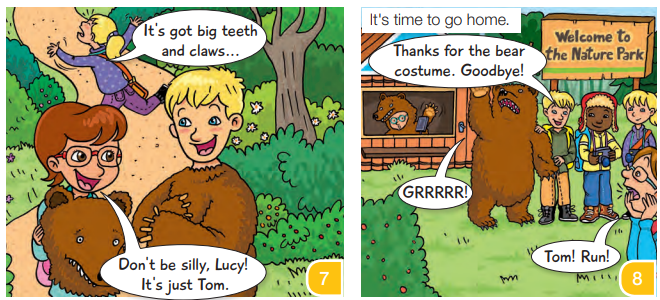 It's got big teeth
and claws...
Don't be silly, Lucy!
It's just Tom.
7
It's time to go home.
Welcome to
the Nature Park
Thanks for the bear
costume. Goodbye!
GRRRRR!
Tom! Run!
8